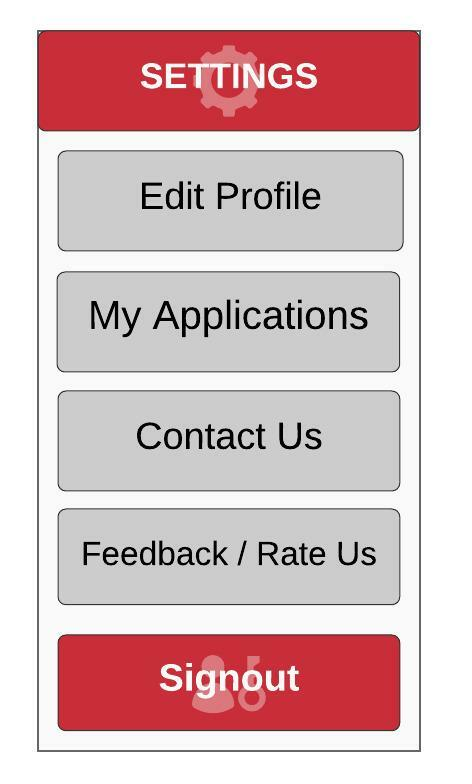 SETTINGS
Edit Profile
My Applications
Contact Us
Feedback / Rate Us
Signout